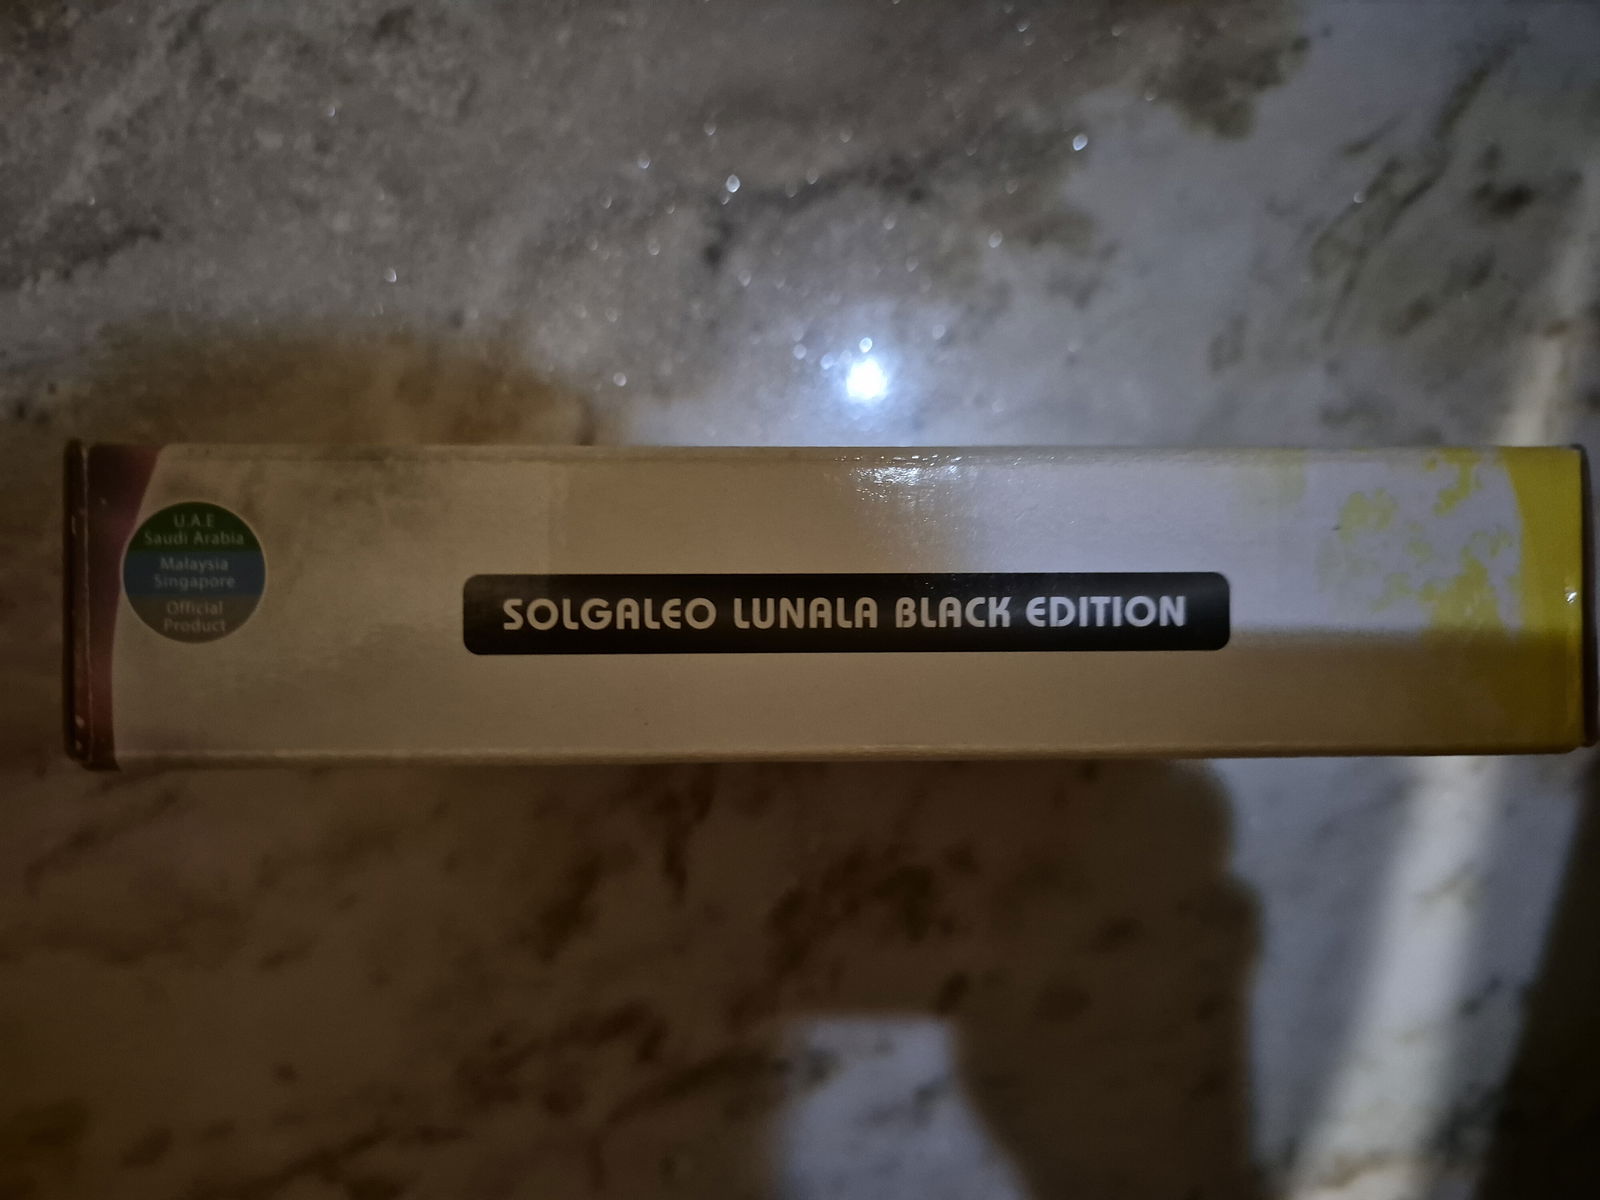 U.A.E
Saudi Arabia
Malaysia
Singapore
Official
Product
SOLGALEO LUNALA BLACK EDITION